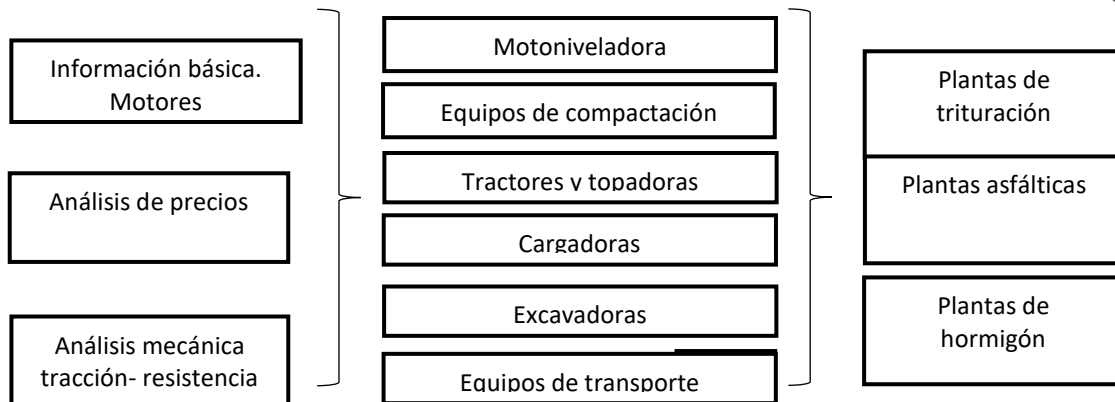 Información básica.
Motores
Análisis de precios
Análisis mecánica
tracción- resistencia
Motoniveladora
Equipos de compactación
Tractores y topadoras
Cargadoras
Excavadoras
Equipos de transporte
Plantas de
trituración
Plantas asfálticas
Plantas de
hormigón